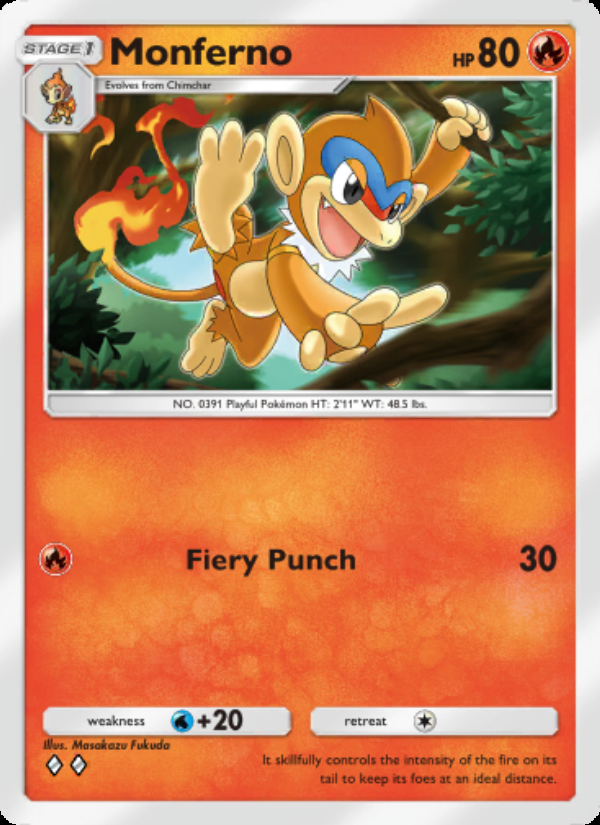 STAGE 1 Monferno HP 80
Evolves from Chimchar
NO. 0391 Playful Pokémon HT: 2'11" WT: 48.5 lbs.
Fiery Punch 30
weakness +20 retreat
Illus. Masakazu Fukuda
It skillfully controls the intensity of the fire on its
tail to keep its foes at an ideal distance.